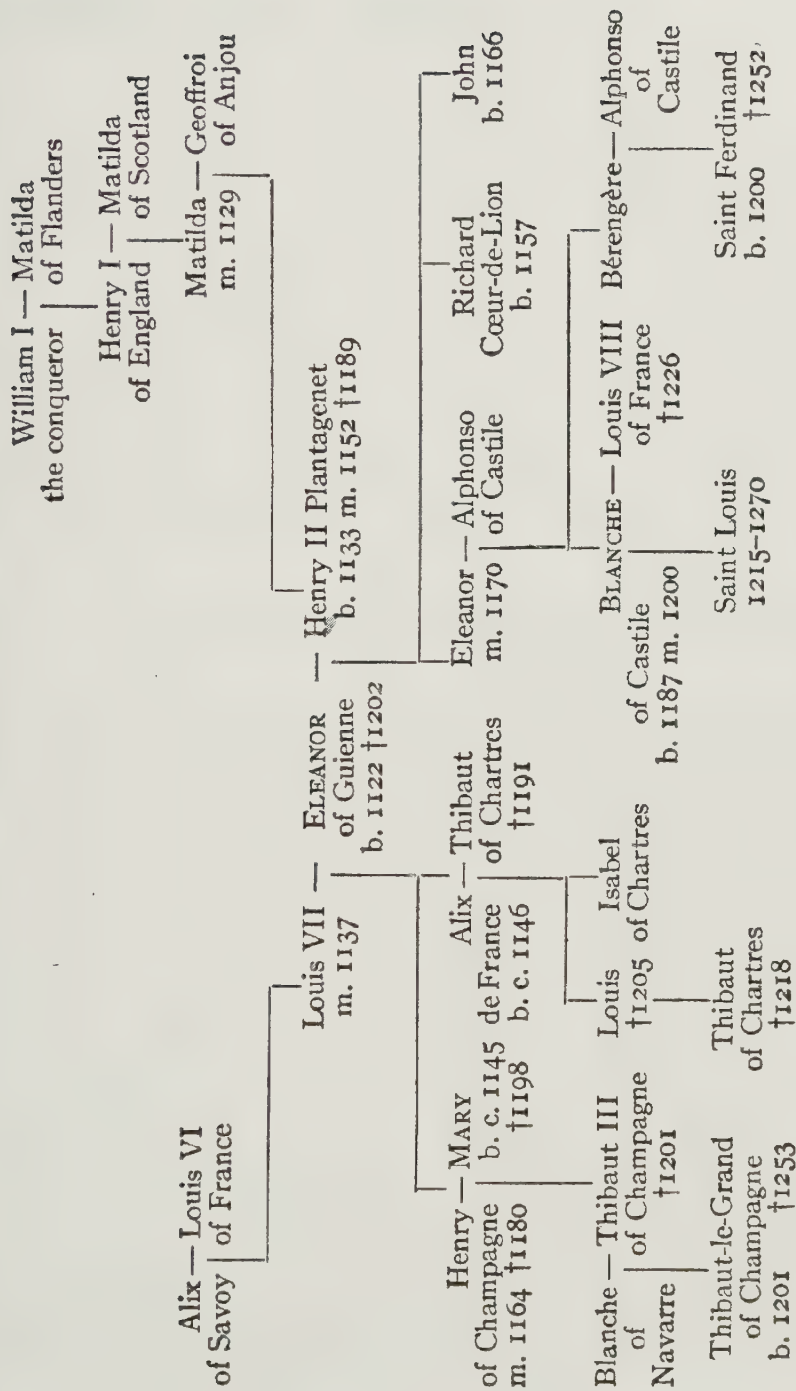 William I — Matilda
the conqueror of Flanders
Henry I — Matilda
of England of Scotland
Alix — Louis VI
of Savoy of France
Matilda — Geoffroi
m. 1129 of Anjou
Louis VII — ELEANOR — Henry II Plantagenet
m. 1137 of Guienne b. 1133 m. 1152 †1189
b. 1122 †1202
Henry — MARY Alix — Thibaut Eleanor — Alphonso Richard John
of Champagne b. c. 1145 de France of Chartres m. 1170 of Castile Cœur-de-Lion b. 1166
m. 1164 †1180 †1198 b. c. 1146 †1191 b. 1157
Blanche — Thibaut III Louis Isabel BLANCHE — Louis VIII Bérengère — Alphonso
of of Champagne †1205 of Chartres of Castile of France of
Navarre †1201 b. 1187 m. 1200 †1226 Castile
Thibaut-le-Grand Thibaut Saint Louis Saint Ferdinand
of Champagne of Chartres 1215–1270 b. 1200 †1252
b. 1201 †1253 †1218